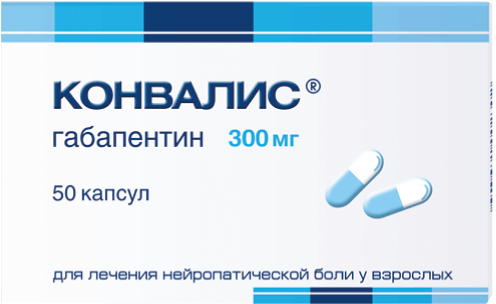 КОНВАЛИС®
габапентин 300 мг
50 капсул
для лечения нейропатической боли у взрослых